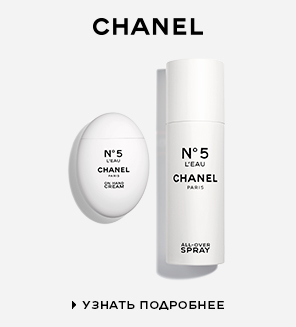 CHANEL
N°5
L'EAU
CHANEL
PARIS
ON HAND
CREAM
N°5
L'EAU
CHANEL
PARIS
ALL-OVER
SPRAY
УЗНАТЬ ПОДРОБНЕЕ